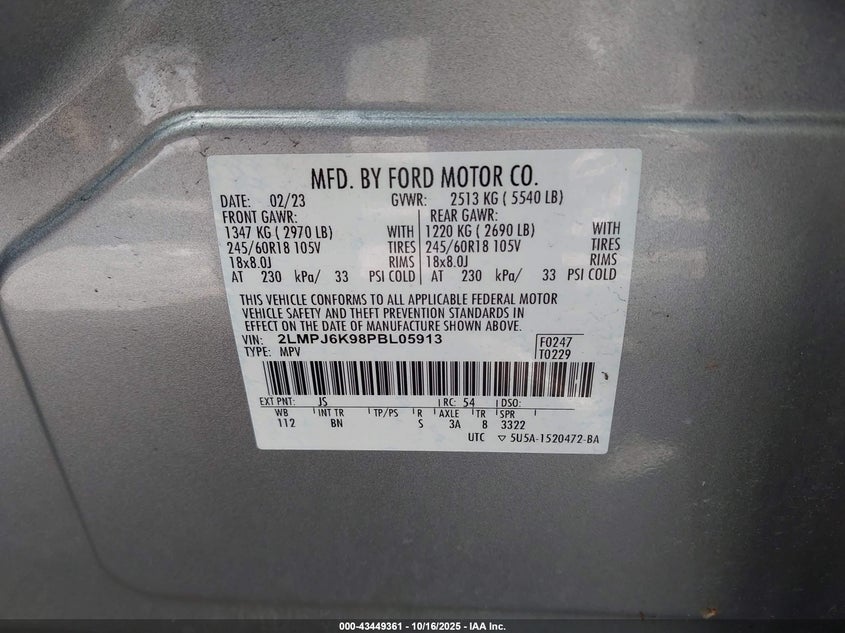 MFD. BY FORD MOTOR CO.
DATE: 02/23 GVWR: 2513 KG ( 5540 LB)
FRONT GAWR: REAR GAWR:
1347 KG ( 2970 LB) WITH 1220 KG ( 2690 LB) WITH
245/60R18 105V TIRES 245/60R18 105V TIRES
18x8.0J RIMS 18x8.0J RIMS
AT 230 kPa/ 33 PSI COLD AT 230 kPa/ 33 PSI COLD
THIS VEHICLE CONFORMS TO ALL APPLICABLE FEDERAL MOTOR
VEHICLE SAFETY AND THEFT PREVENTION STANDARDS IN
EFFECT ON THE DATE OF MANUFACTURE SHOWN ABOVE.
VIN: 2LMPJ6K98PBL05913 F0247
TYPE: MPV T0229
EXT PNT: JS RC: 54 DSO:
WB INT TR TP/PS R AXLE TR SPR
112 BN S 3A 8 3322
UTC ▽ 5U5A-1520472-BA
000-43449361 - 10/16/2025 - IAA Inc.